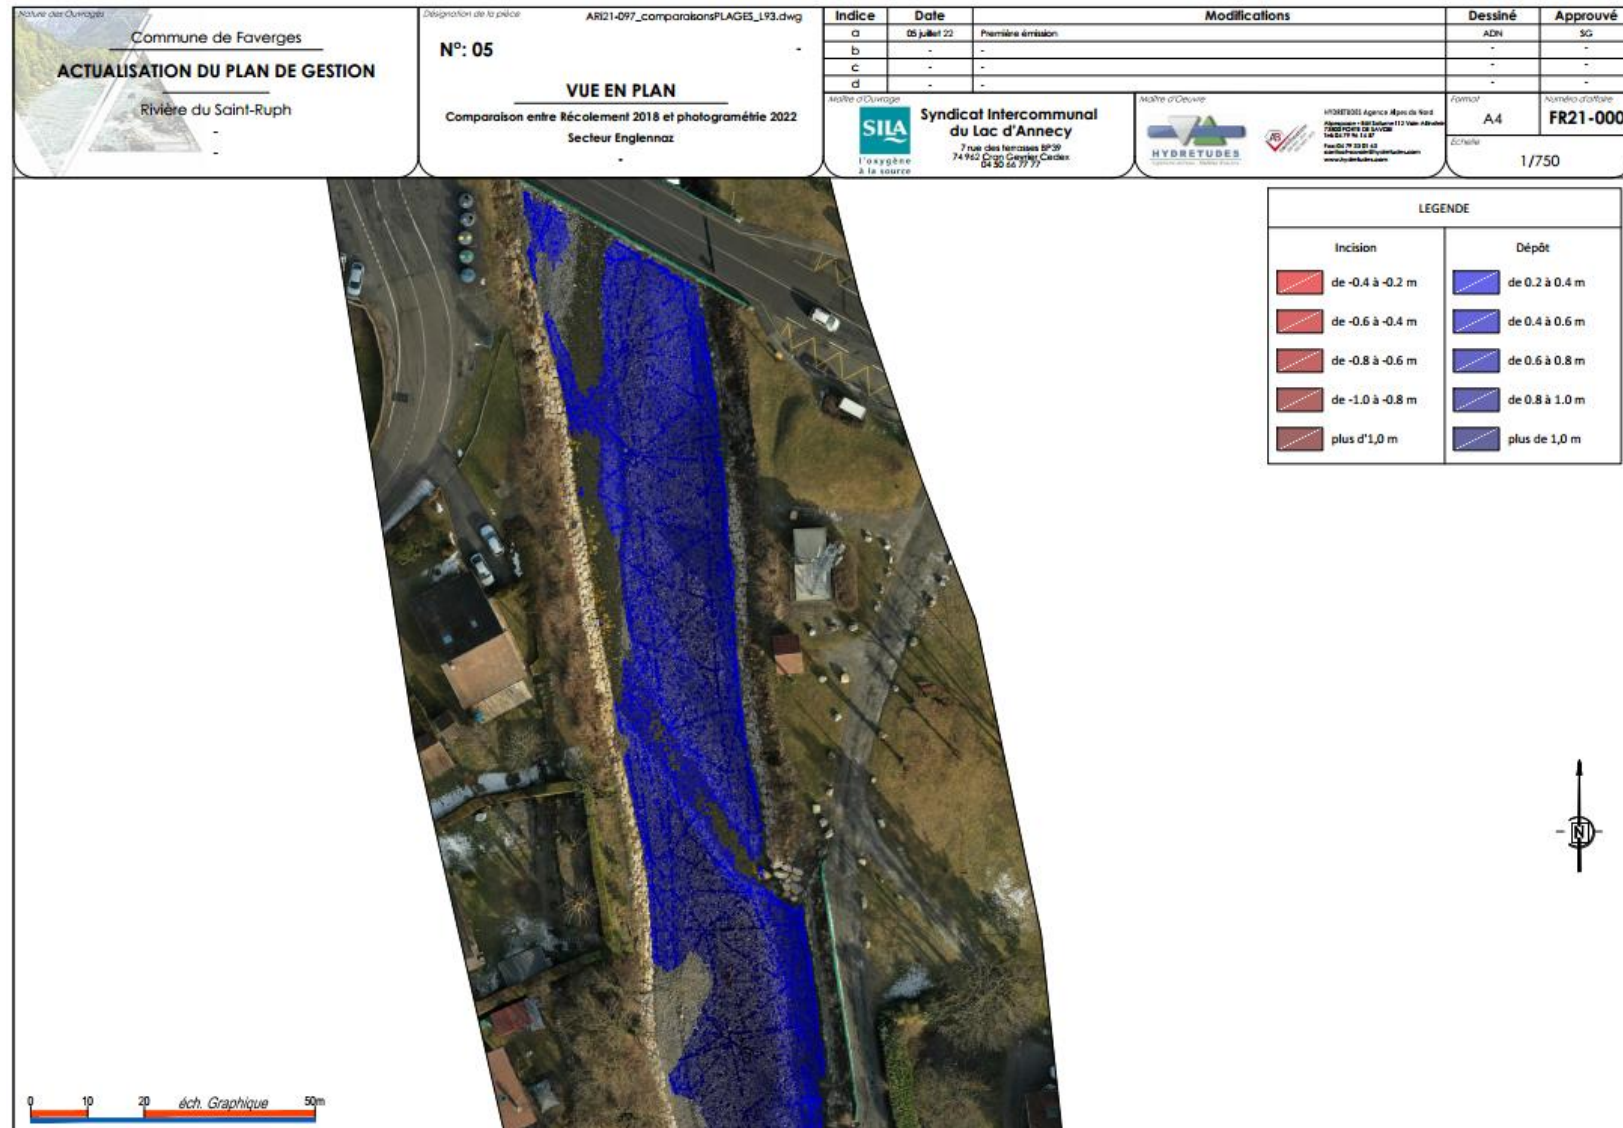 Nature des Ouvrages
Commune de Faverges
ACTUALISATION DU PLAN DE GESTION
Rivière du Saint-Ruph
-
-
Désignation de la pièce
ARI21-097_comparaisonsPLAGES_L93.dwg
N°: 05
-
VUE EN PLAN
Comparaison entre Récolement 2018 et photogramétrie 2022
Secteur Englennaz
-
Indice Date Modifications Dessiné Approuvé
a 05 juillet 22 Première émission ADN SG
b - - - -
c - - - -
d - - - -
Maître d'Ouvrage
SILA
l'oxygène
à la source
Syndicat Intercommunal
du Lac d'Annecy
7 rue des terrasses BP39
74 962 Cran Gevrier Cedex
04 50 66 77 77
Maître d'Oeuvre
HYDRETUDES
HYDRETUDES Agence Alpes du Nord
Format
A4
Numéro d'affaire
FR21-000
Echelle
1/750
LEGENDE
Incision
de -0.4 à -0.2 m
de -0.6 à -0.4 m
de -0.8 à -0.6 m
de -1.0 à -0.8 m
plus d'1,0 m
Dépôt
de 0.2 à 0.4 m
de 0.4 à 0.6 m
de 0.6 à 0.8 m
de 0.8 à 1.0 m
plus de 1,0 m
N
0 10 20 éch. Graphique 50m